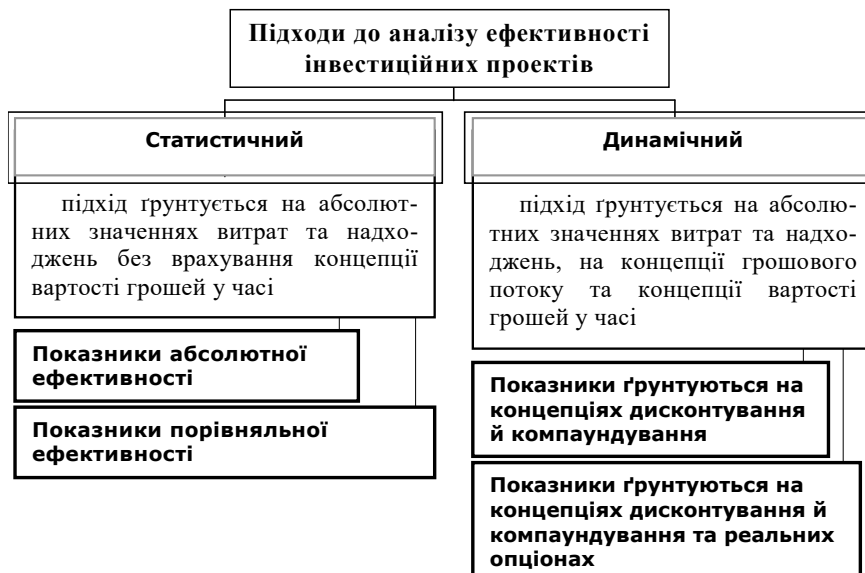 Підходи до аналізу ефективності
інвестиційних проектів
Статистичний
підхід ґрунтується на абсолют-
них значеннях витрат та надхо-
джень без врахування концепції
вартості грошей у часі
Показники абсолютної
ефективності
Показники порівняльної
ефективності
Динамічний
підхід ґрунтується на абсолю-
тних значеннях витрат та надхо-
джень, на концепції грошового
потоку та концепції вартості
грошей у часі
Показники ґрунтуються на
концепціях дисконтування
й компаундування
Показники ґрунтуються на
концепціях дисконтування й
компаундування та реальних
опціонах